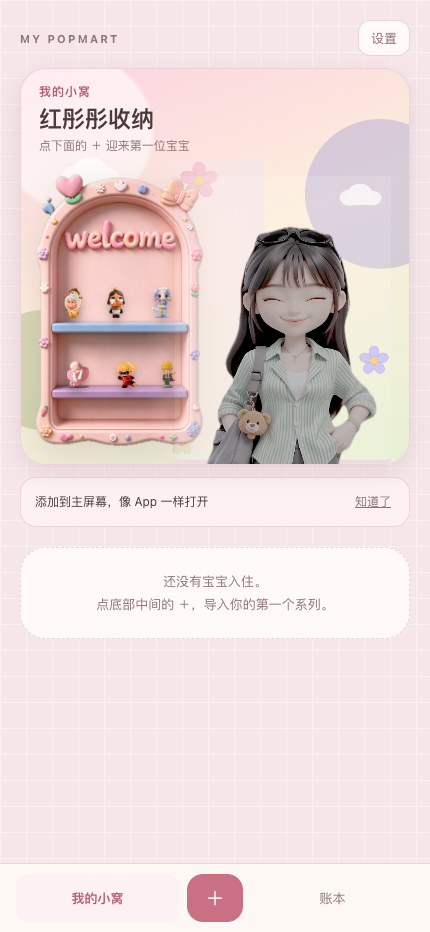 MY POPMART
设置
我的小窝
红彤彤收纳
点下面的 ＋ 迎来第一位宝宝
welcome
添加到主屏幕，像 App 一样打开
知道了
还没有宝宝入住。
点底部中间的 ＋，导入你的第一个系列。
我的小窝
＋
账本